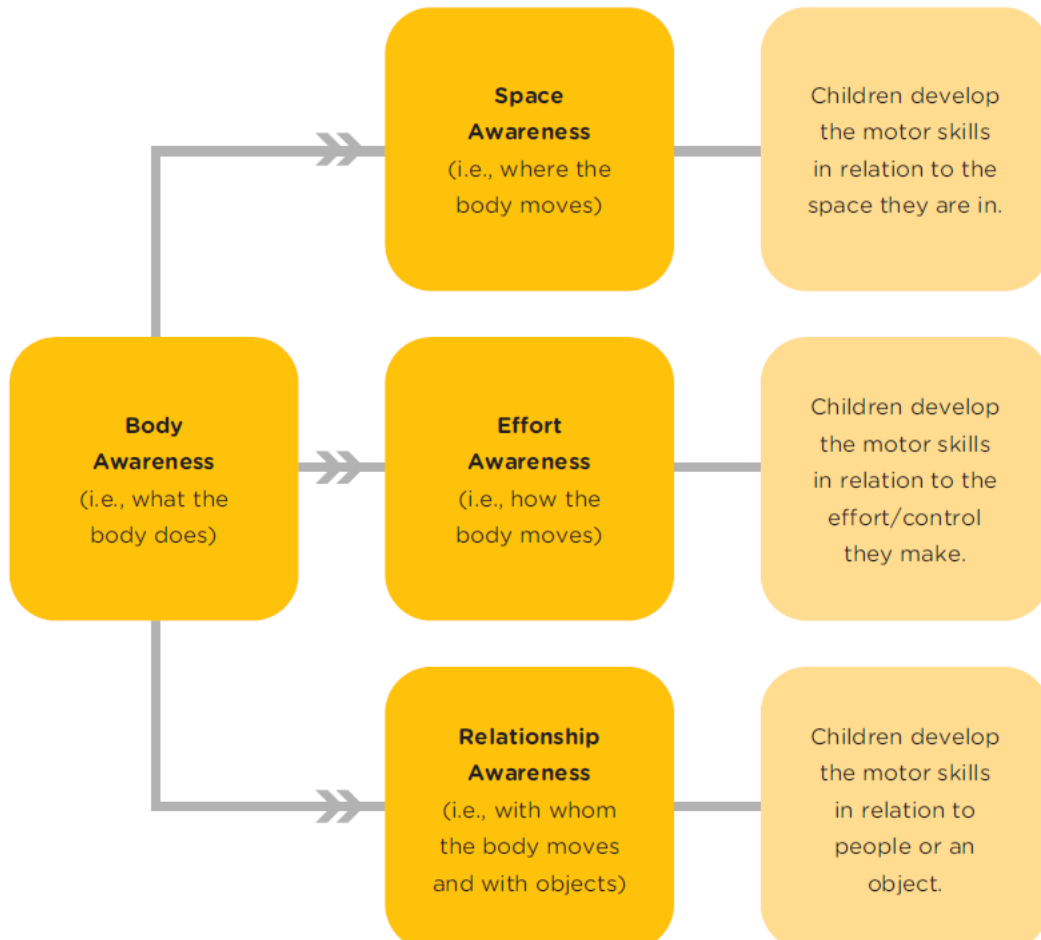 Space
Awareness
(i.e., where the
body moves)
Children develop
the motor skills
in relation to the
space they are in.
Body
Awareness
(i.e., what the
body does)
Effort
Awareness
(i.e., how the
body moves)
Children develop
the motor skills
in relation to the
effort/control
they make.
Relationship
Awareness
(i.e., with whom
the body moves
and with objects)
Children develop
the motor skills
in relation to
people or an
object.